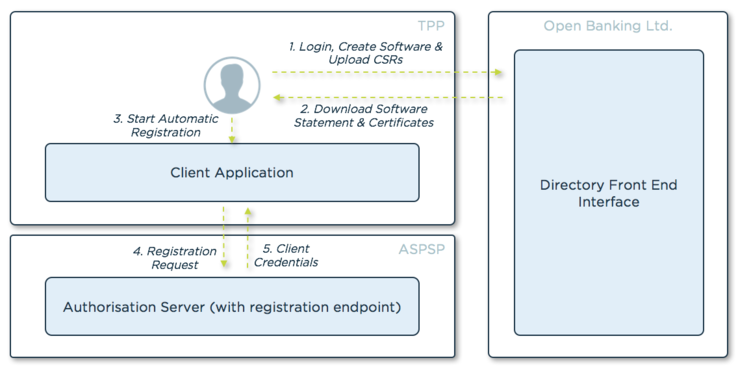 TPP
Open Banking Ltd.
1. Login, Create Software &
Upload CSRs
2. Download Software
Statement & Certificates
3. Start Automatic
Registration
Client Application
Directory Front End
Interface
4. Registration
Request
5. Client
Credentials
ASPSP
Authorisation Server (with registration endpoint)